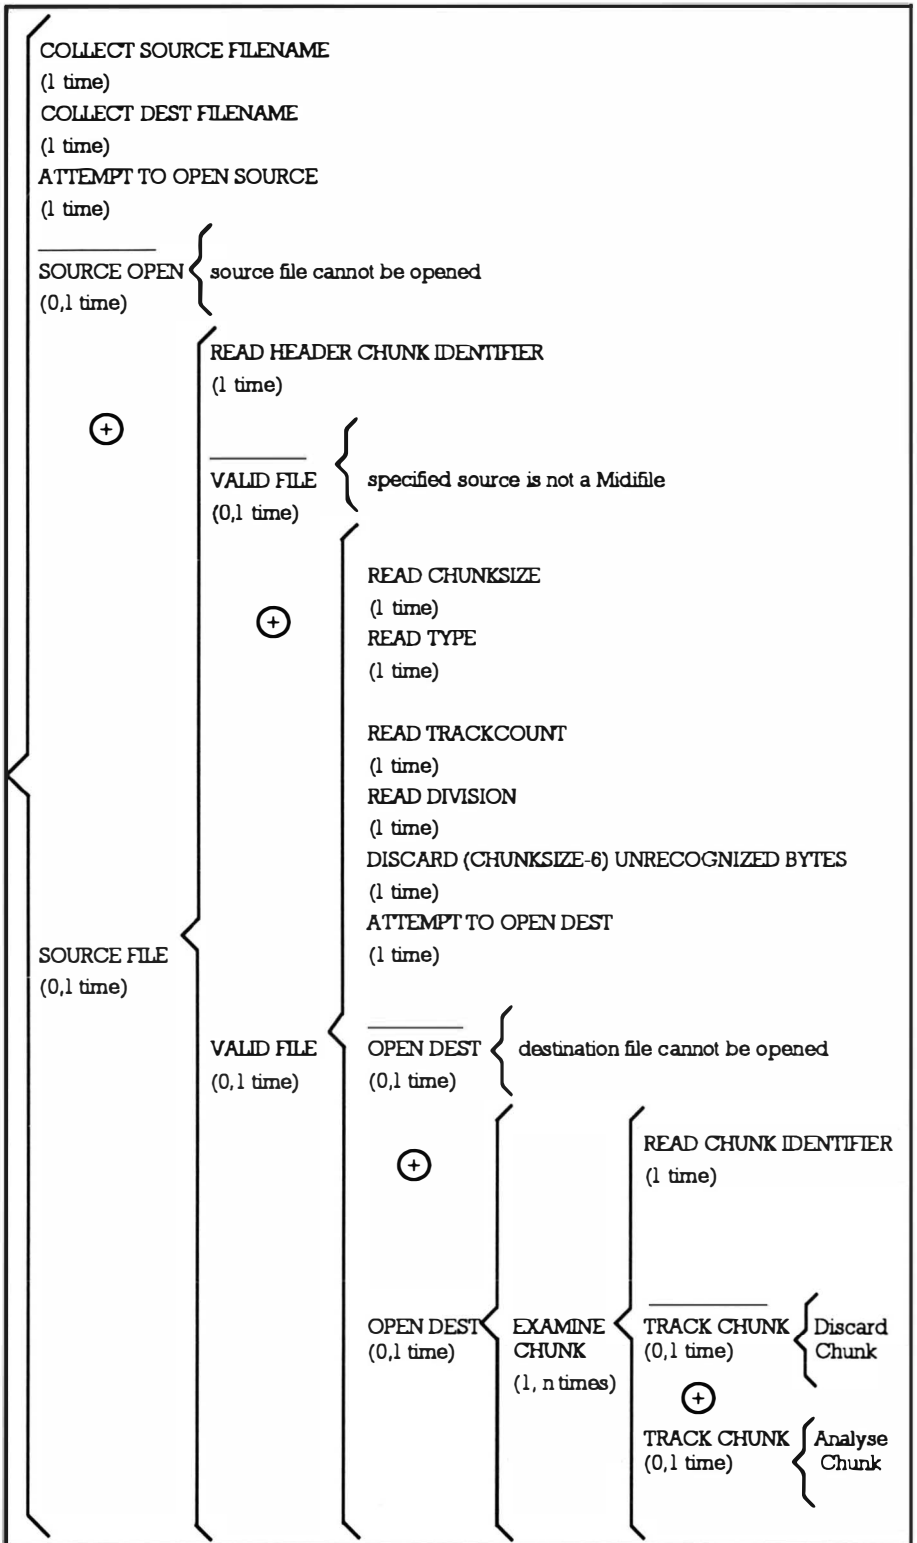 COLLECT SOURCE FILENAME
(1 time)
COLLECT DEST FILENAME
(1 time)
ATTEMPT TO OPEN SOURCE
(1 time)
SOURCE OPEN
source file cannot be opened
(0,1 time)
READ HEADER CHUNK IDENTIFIER
(1 time)
+
VALID FILE
specified source is not a Midifile
(0,1 time)
READ CHUNKSIZE
(1 time)
+
READ TYPE
(1 time)
READ TRACKCOUNT
(1 time)
READ DIVISION
(1 time)
DISCARD (CHUNKSIZE-6) UNRECOGNIZED BYTES
(1 time)
ATTEMPT TO OPEN DEST
(1 time)
SOURCE FILE
(0,1 time)
VALID FILE
(0,1 time)
OPEN DEST
destination file cannot be opened
(0,1 time)
+
READ CHUNK IDENTIFIER
(1 time)
OPEN DEST
(0,1 time)
EXAMINE
CHUNK
(1, n times)
TRACK CHUNK
(0,1 time)
Discard
Chunk
+
TRACK CHUNK
(0,1 time)
Analyse
Chunk